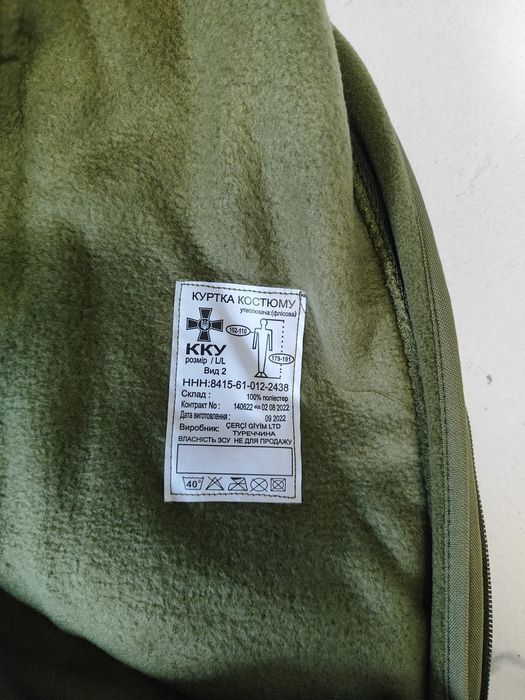 КУРТКА КОСТЮМУ
утеплювача:(флісова)
102-110
179-191
ККУ
розмір / L/L
Вид 2
ННН:8415-61-012-2438
Склад : 100% поліестер
Контракт No : 140622 від 02 08 2022
Дата виготовлення : 09 2022
Виробник: ÇERÇİ GİYİM LTD
ТУРЕЧЧИНА
ВЛАСНІСТЬ ЗСУ НЕ ДЛЯ ПРОДАЖУ
40°